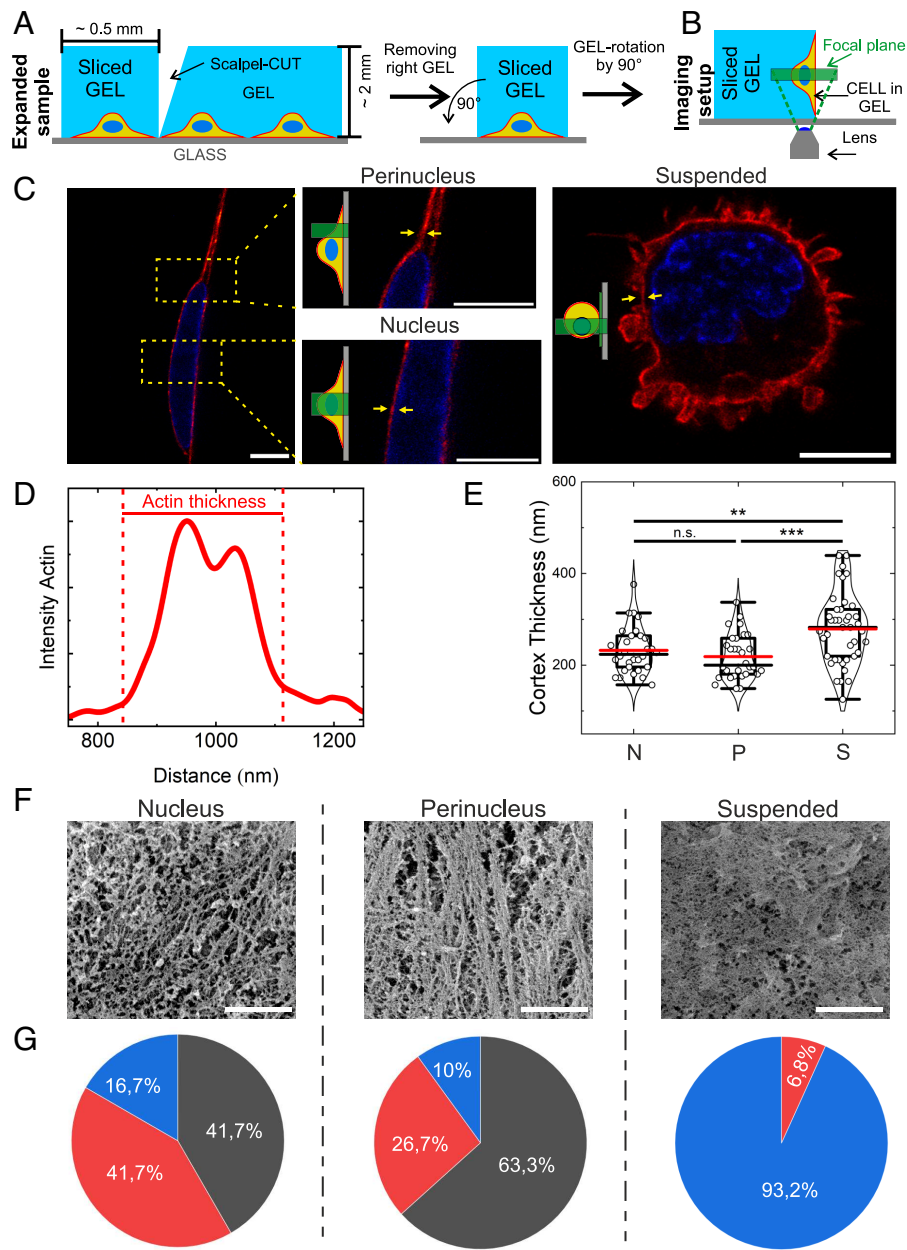 A
~ 0.5 mm
Expanded
sample
Sliced
GEL
Scalpel-CUT
GEL
~ 2 mm
GLASS
Removing
right GEL
90°
Sliced
GEL
GEL-rotation
by 90°
B
Imaging
setup
Sliced
GEL
Focal plane
CELL in
GEL
Lens
C
Perinucleus
Nucleus
Suspended
D
Actin thickness
Intensity Actin
800
1000
1200
Distance (nm)
E
Cortex Thickness (nm)
600
400
200
**
n.s.
***
N
P
S
F
Nucleus
Perinucleus
Suspended
G
16,7%
41,7%
41,7%
10%
26,7%
63,3%
6,8%
93,2%